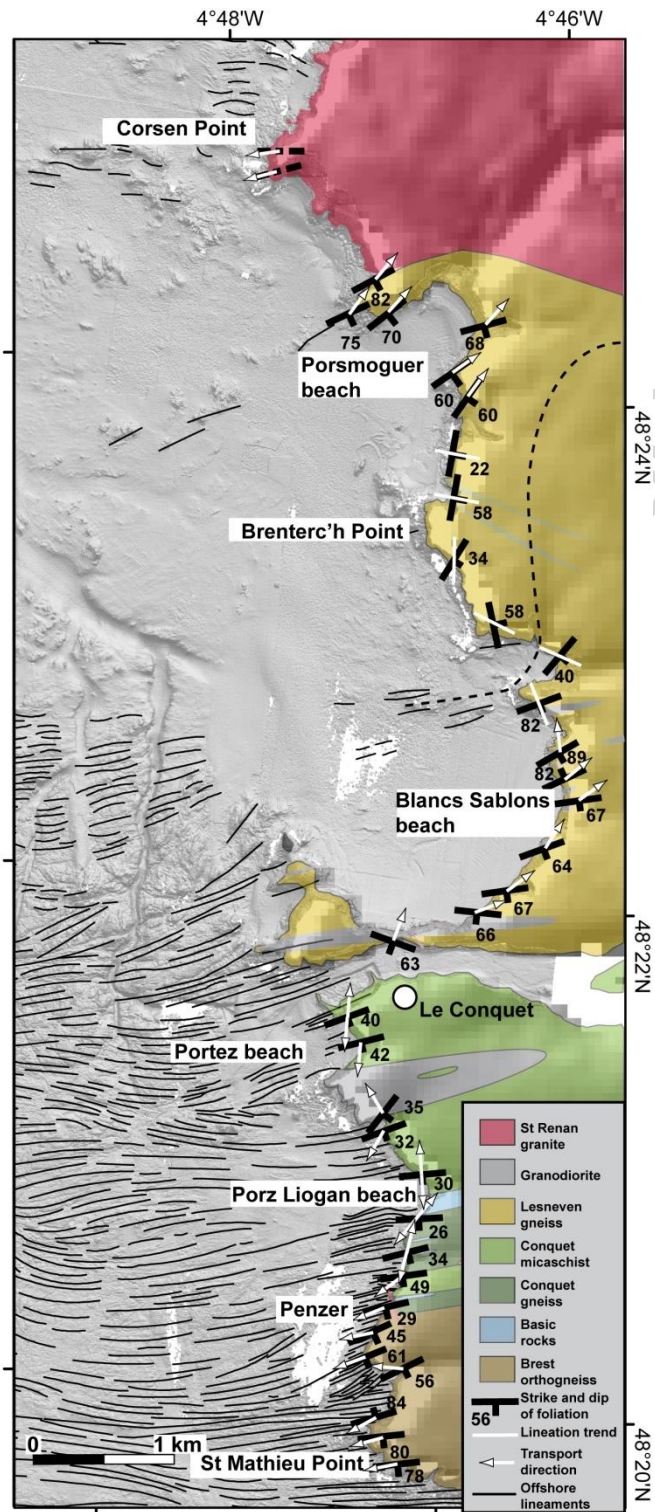 4°48'W
4°46'W
Corsen Point
82
75
70
68
Porsmoguer
beach
60
60
48°24'N
22
58
Brenterc'h Point
34
58
40
82
89
82
Blancs Sablons
beach
67
64
67
66
48°22'N
63
Le Conquet
40
Portez beach
42
35
32
30
Porz Liogan beach
26
34
49
Penzer
29
45
61
56
84
0
1 km
80
St Mathieu Point
78
48°20'N
St Renan
granite
Granodiorite
Lesneven
gneiss
Conquet
micaschist
Conquet
gneiss
Basic
rocks
Brest
orthogneiss
Strike and dip
56
of foliation
Lineation trend
Transport
direction
Offshore
lineaments